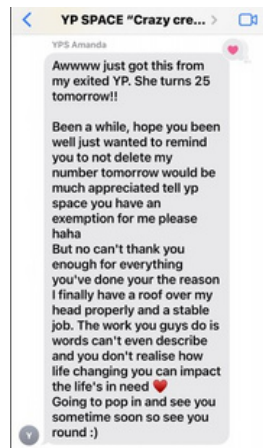 YP SPACE "Crazy cre...
YPS Amanda
Awwww just got this from
my exited YP. She turns 25
tomorrow!!
Been a while, hope you been
well just wanted to remind
you to not delete my
number tomorrow would be
much appreciated tell yp
space you have an
exemption for me please
haha
But no can't thank you
enough for everything
you've done your the reason
I finally have a roof over my
head properly and a stable
job. The work you guys do is
words can't even describe
and you don't realise how
life changing you can impact
the life's in need ❤️
Going to pop in and see you
sometime soon so see you
round :)
Y